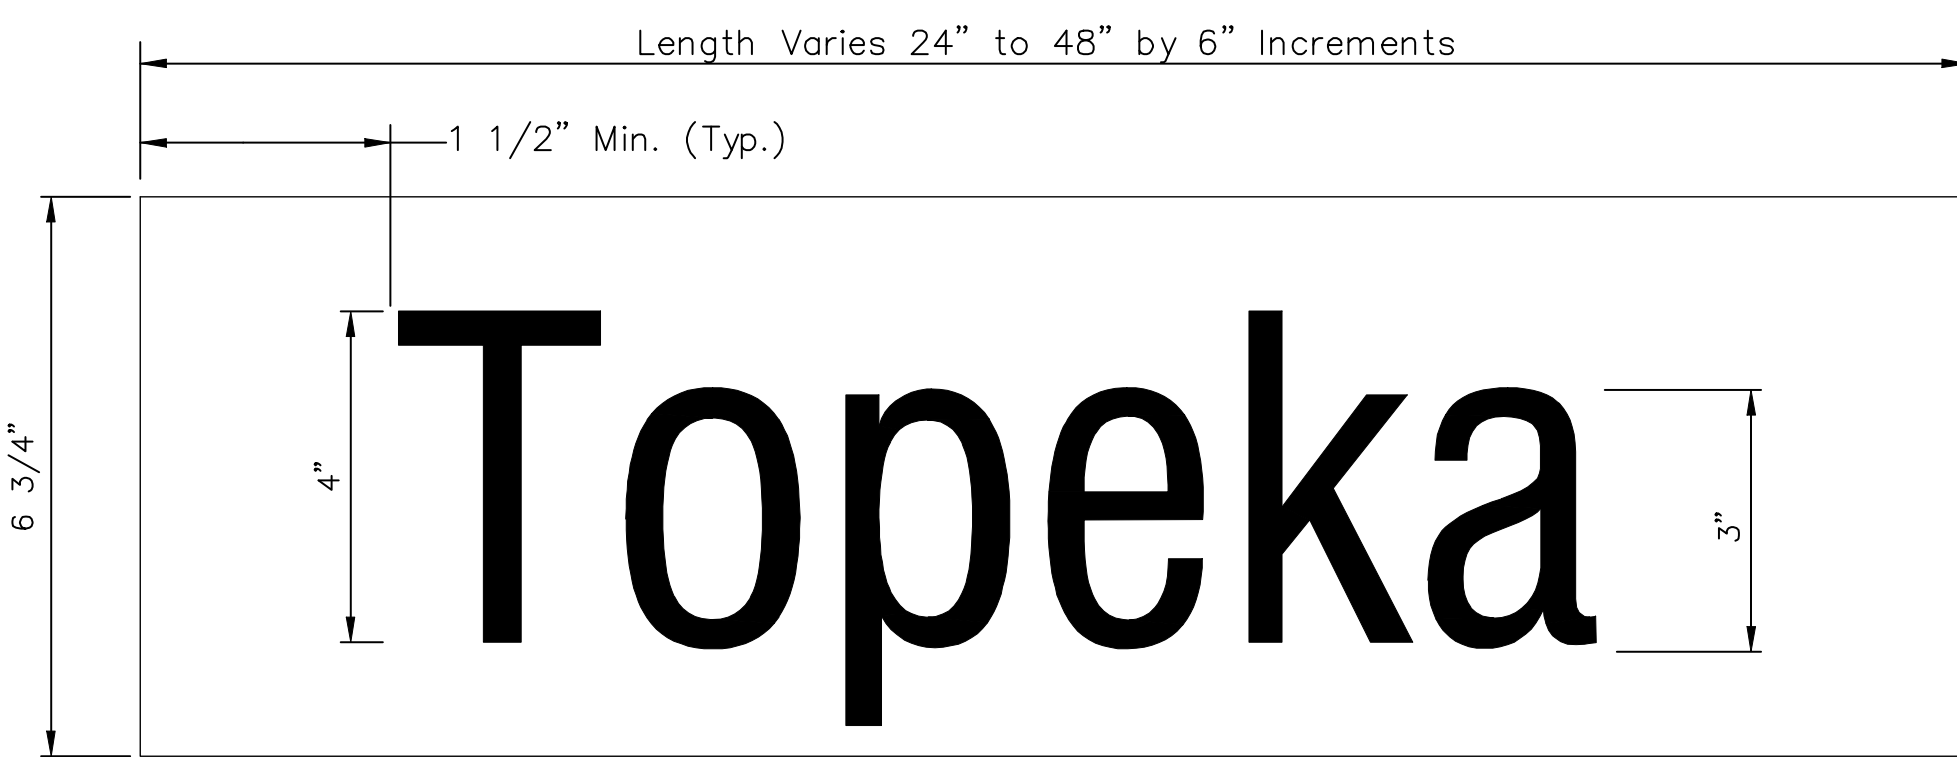 Length Varies 24” to 48” by 6” Increments
1 1/2” Min. (Typ.)
6 3/4”
4”
Topeka
3”